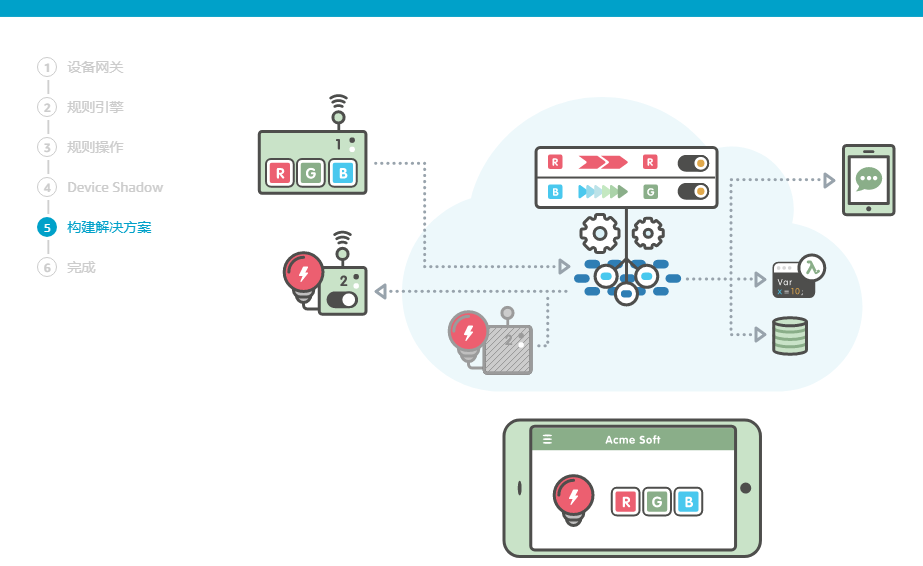 1 设备网关
2 规则引擎
3 规则操作
4 Device Shadow
5 构建解决方案
6 完成
1
R G B
R R
B G
2
2
Var
x = 10;
λ
Acme Soft
R G B